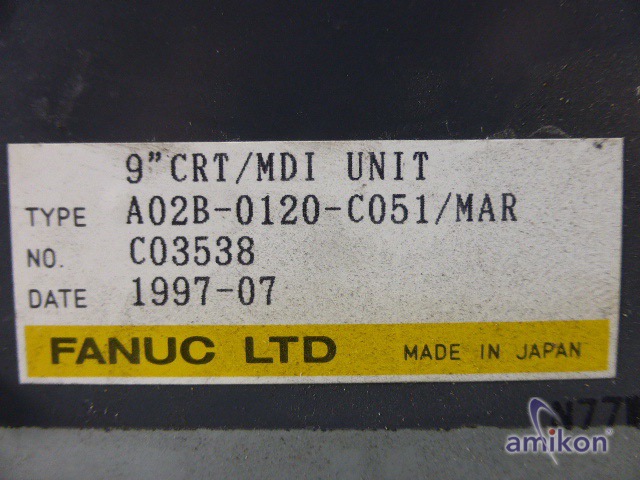 9"CRT/MDI UNIT
TYPE A02B-0120-C051/MAR
NO. C03538
DATE 1997-07
FANUC LTD MADE IN JAPAN
amikon